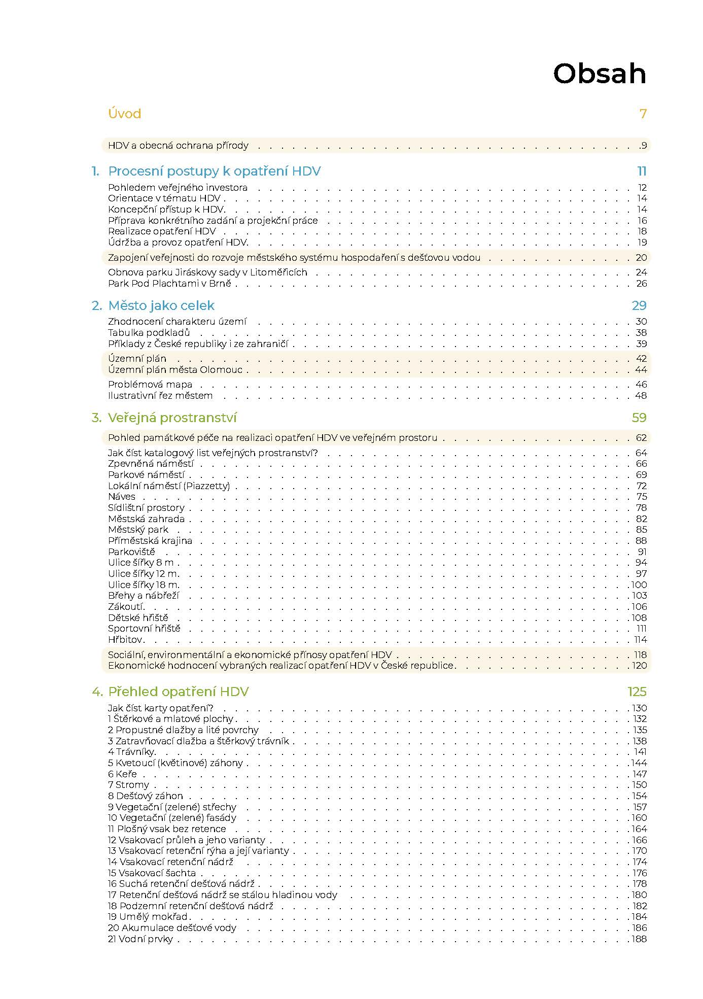 Obsah
Úvod 7
HDV a obecná ochrana přírody . . . . . . . . . . 9
1. Procesní postupy k opatření HDV 11
Pohledem veřejného investora . . . . . . . . . . 12
Orientace v tématu HDV . . . . . . . . . . 14
Koncepční přístup k HDV. . . . . . . . . . 14
Příprava konkrétního zadání a projekční práce . . . . . . . . . . 16
Realizace opatření HDV . . . . . . . . . . 18
Údržba a provoz opatření HDV. . . . . . . . . . 19
Zapojení veřejnosti do rozvoje městského systému hospodaření s dešťovou vodou . . . . . . . . . . 20
Obnova parku Jiráskovy sady v Litoměřicích . . . . . . . . . . 24
Park Pod Plachtami v Brně . . . . . . . . . . 26
2. Město jako celek 29
Zhodnocení charakteru území . . . . . . . . . . 30
Tabulka podkladů . . . . . . . . . . 38
Příklady z České republiky i ze zahraničí . . . . . . . . . . 39
Územní plán . . . . . . . . . . 42
Územní plán města Olomouc . . . . . . . . . . 44
Problémová mapa . . . . . . . . . . 46
Ilustrativní řez městem . . . . . . . . . . 48
3. Veřejná prostranství 59
Pohled památkové péče na realizaci opatření HDV ve veřejném prostoru . . . . . . . . . . 62
Jak číst katalogový list veřejných prostranství? . . . . . . . . . . 64
Zpevněná náměstí . . . . . . . . . . 66
Parkové náměstí . . . . . . . . . . 69
Lokální náměstí (Piazzetty) . . . . . . . . . . 72
Náves . . . . . . . . . . 75
Sídlištní prostory . . . . . . . . . . 78
Městská zahrada . . . . . . . . . . 82
Městský park . . . . . . . . . . 85
Příměstská krajina . . . . . . . . . . 88
Parkoviště . . . . . . . . . . 91
Ulice šířky 8 m . . . . . . . . . . 94
Ulice šířky 12 m. . . . . . . . . . 97
Ulice šířky 18 m. . . . . . . . . . 100
Břehy a nábřeží . . . . . . . . . . 103
Zákoutí. . . . . . . . . . 106
Dětské hřiště . . . . . . . . . . 108
Sportovní hřiště . . . . . . . . . . 111
Hřbitov. . . . . . . . . . 114
Sociální, environmentální a ekonomické přínosy opatření HDV . . . . . . . . . . 118
Ekonomické hodnocení vybraných realizací opatření HDV v České republice. . . . . . . . . . 120
4. Přehled opatření HDV 125
Jak číst karty opatření? . . . . . . . . . . 130
1 Štěrkové a mlatové plochy . . . . . . . . . . 132
2 Propustné dlažby a lité povrchy . . . . . . . . . . 135
3 Zatravňovací dlažba a štěrkový trávník . . . . . . . . . . 138
4 Trávníky. . . . . . . . . . 141
5 Kvetoucí (květinové) záhony . . . . . . . . . . 144
6 Keře . . . . . . . . . . 147
7 Stromy . . . . . . . . . . 150
8 Dešťový záhon . . . . . . . . . . 154
9 Vegetační (zelené) střechy . . . . . . . . . . 157
10 Vegetační (zelené) fasády . . . . . . . . . . 160
11 Plošný vsak bez retence . . . . . . . . . . 164
12 Vsakovací průleh a jeho varianty . . . . . . . . . . 166
13 Vsakovací retenční rýha a její varianty . . . . . . . . . . 170
14 Vsakovací retenční nádrž . . . . . . . . . . 174
15 Vsakovací šachta . . . . . . . . . . 176
16 Suchá retenční dešťová nádrž . . . . . . . . . . 178
17 Retenční dešťová nádrž se stálou hladinou vody . . . . . . . . . . 180
18 Podzemní retenční dešťová nádrž . . . . . . . . . . 182
19 Umělý mokřad . . . . . . . . . . 184
20 Akumulace dešťové vody . . . . . . . . . . 186
21 Vodní prvky . . . . . . . . . . 188